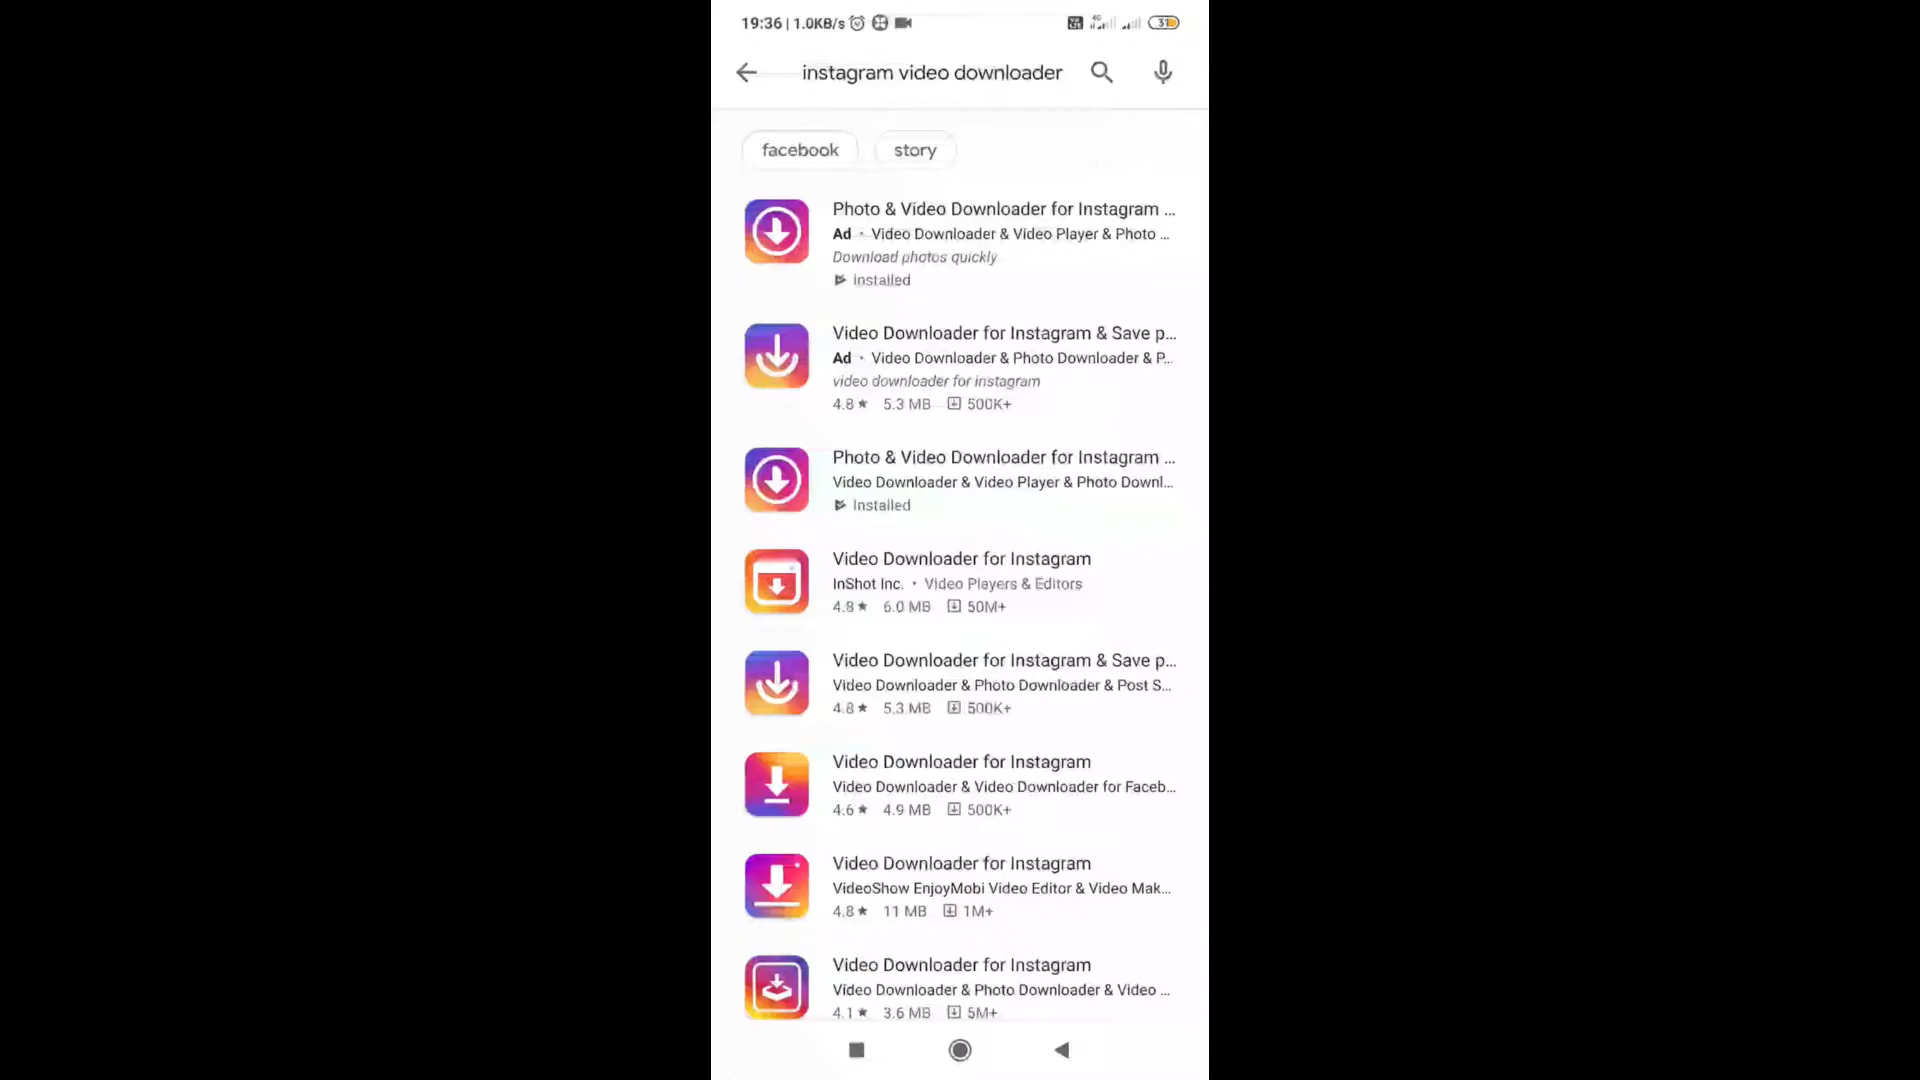 19:36 | 1.0KB/s
4G
31
instagram video downloader
facebook
story
Photo & Video Downloader for Instagram ...
Ad • Video Downloader & Video Player & Photo ...
Download photos quickly
Installed
Video Downloader for Instagram & Save p...
Ad • Video Downloader & Photo Downloader & P...
video downloader for instagram
4.8 ★ 5.3 MB 500K+
Photo & Video Downloader for Instagram ...
Video Downloader & Video Player & Photo Downl...
Installed
Video Downloader for Instagram
InShot Inc. • Video Players & Editors
4.8 ★ 6.0 MB 50M+
Video Downloader for Instagram & Save p...
Video Downloader & Photo Downloader & Post S...
4.8 ★ 5.3 MB 500K+
Video Downloader for Instagram
Video Downloader & Video Downloader for Faceb...
4.6 ★ 4.9 MB 500K+
Video Downloader for Instagram
VideoShow EnjoyMobi Video Editor & Video Mak...
4.8 ★ 11 MB 1M+
Video Downloader for Instagram
Video Downloader & Photo Downloader & Video ...
4.1 ★ 3.6 MB 5M+